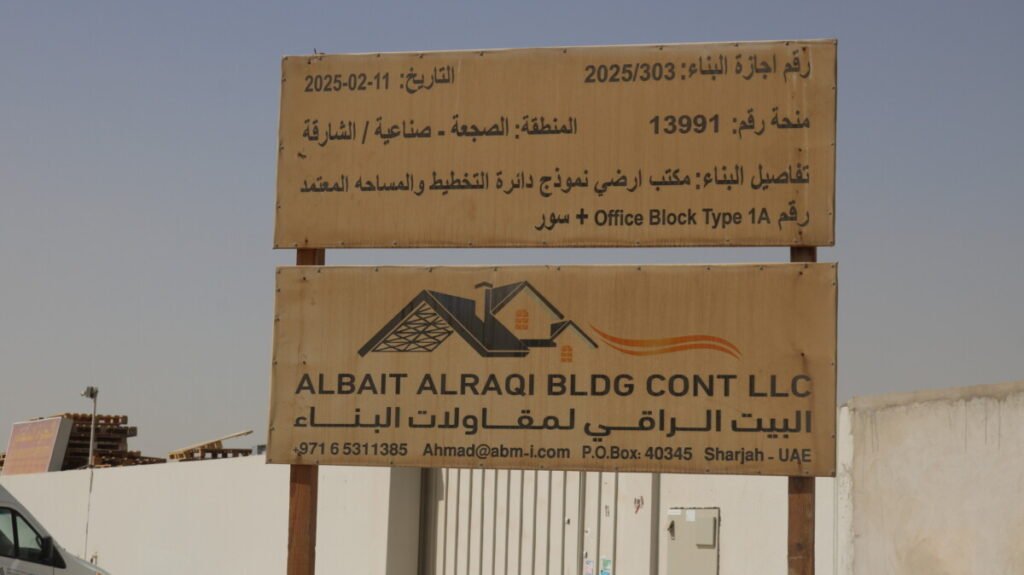 رقم اجازة البناء: 2025/303 التاريخ: 11-02-2025
منحة رقم: 13991 المنطقة: الصجعة - صناعية / الشارقة
تفاصيل البناء: مكتب ارضي نموذج دائرة التخطيط والمساحه المعتمد
رقم Office Block Type 1A + سور
ALBAIT ALRAQI BLDG CONT LLC
البيت الراقي لمقاولات البناء
+971 6 5311385 Ahmad@abm-i.com P.O.Box: 40345 Sharjah - UAE